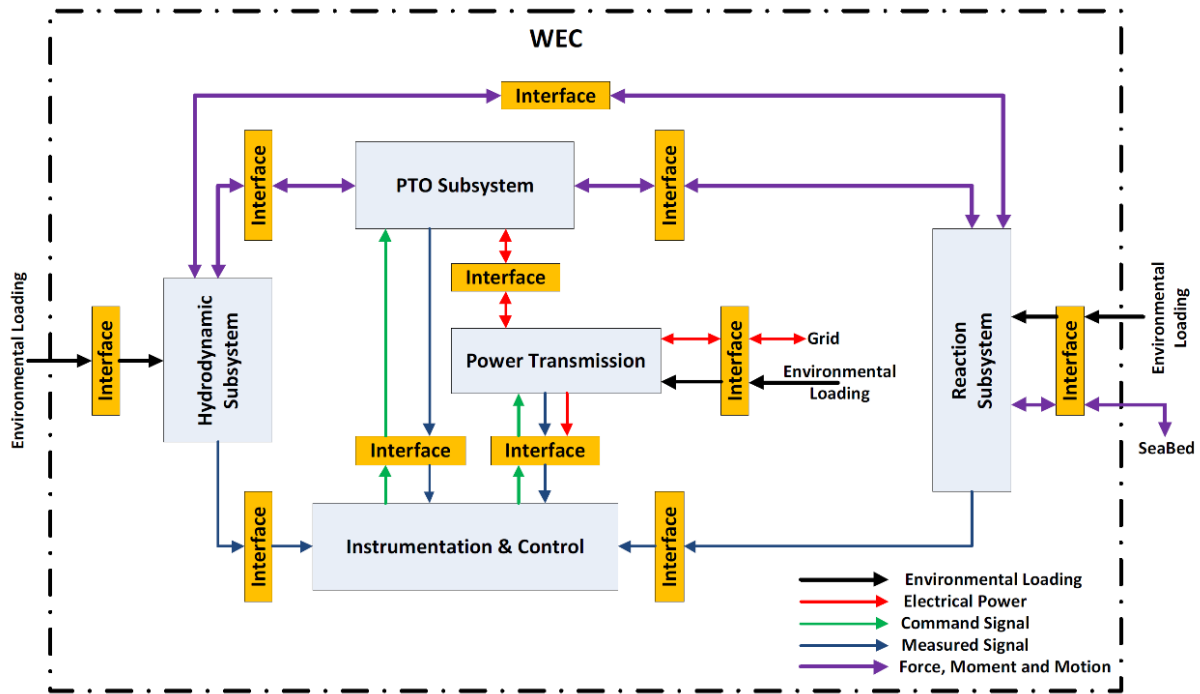 WEC
Interface
Interface
PTO Subsystem
Interface
Interface
Environmental Loading
Interface
Hydrodynamic
Subsystem
Power Transmission
Interface
Grid
Environmental
Loading
Reaction
Subsystem
Interface
Environmental
Loading
SeaBed
Interface
Interface
Interface
Instrumentation & Control
Interface
Environmental Loading
Electrical Power
Command Signal
Measured Signal
Force, Moment and Motion